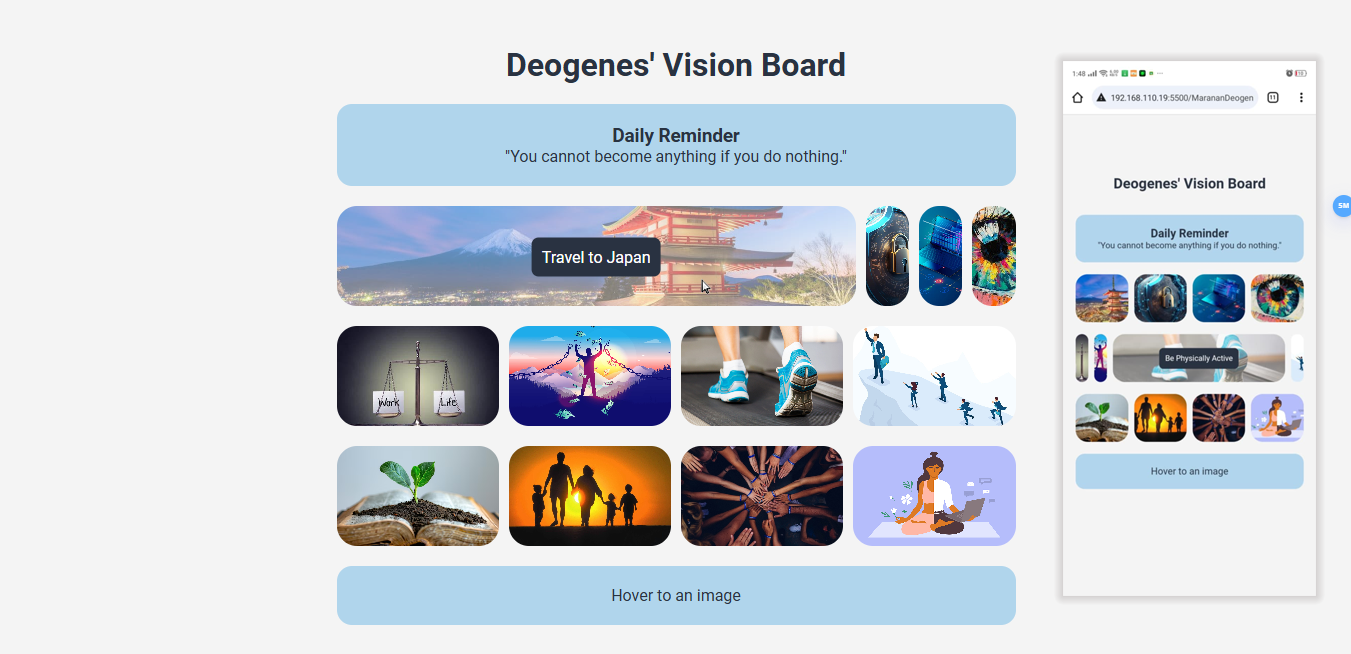 Deogenes' Vision Board
Daily Reminder
"You cannot become anything if you do nothing."
Travel to Japan
Work
Life
Hover to an image
1:48
192.168.110.19:5500/MarananDeogen
11
Deogenes' Vision Board
Daily Reminder
"You cannot become anything if you do nothing."
Be Physically Active
Hover to an image
SM